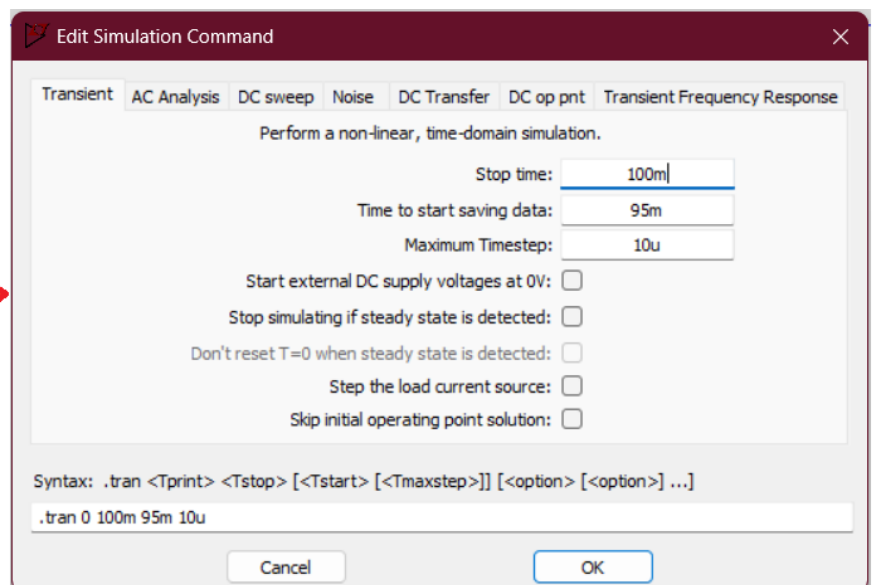 Edit Simulation Command
Transient AC Analysis DC sweep Noise DC Transfer DC op pnt Transient Frequency Response
Perform a non-linear, time-domain simulation.
Stop time: 100m
Time to start saving data: 95m
Maximum Timestep: 10u
Start external DC supply voltages at 0V:
Stop simulating if steady state is detected:
Don't reset T=0 when steady state is detected:
Step the load current source:
Skip initial operating point solution:
Syntax: .tran <Tprint> <Tstop> [<Tstart> [<Tmaxstep>]] [<option> [<option>] ...]
.tran 0 100m 95m 10u
Cancel OK